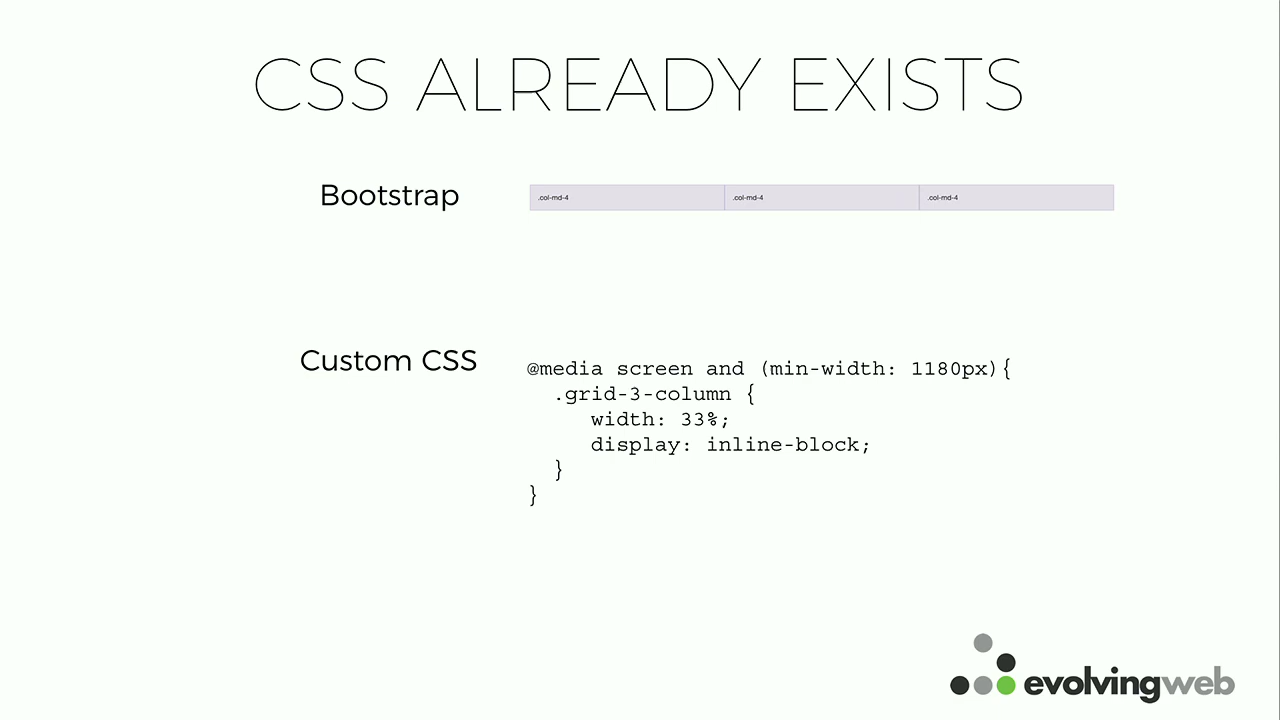 CSS ALREADY EXISTS
Bootstrap
.col-md-4 .col-md-4 .col-md-4
Custom CSS
@media screen and (min-width: 1180px){
.grid-3-column {
width: 33%;
display: inline-block;
}
}
evolvingweb